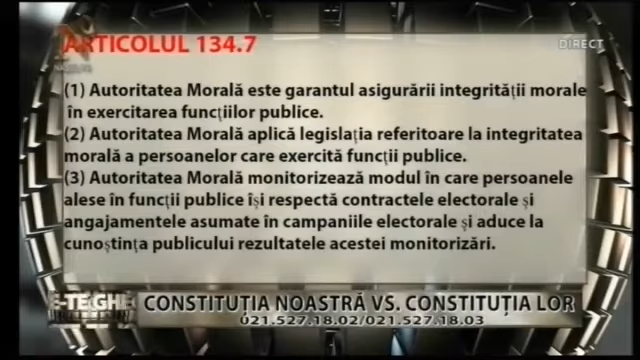 ARTICOLUL 134.7
DIRECT
(1) Autoritatea Morală este garantul asigurării integrității morale
în exercitarea funcțiilor publice.
(2) Autoritatea Morală aplică legislația referitoare la integritatea
morală a persoanelor care exercită funcții publice.
(3) Autoritatea Morală monitorizează modul în care persoanele
alese în funcții publice își respectă contractele electorale și
angajamentele asumate în campaniile electorale și aduce la
cunoștința publicului rezultatele acestei monitorizări.
CONSTITUȚIA NOASTRĂ VS. CONSTITUȚIA LOR
021.527.18.02/021.527.18.03